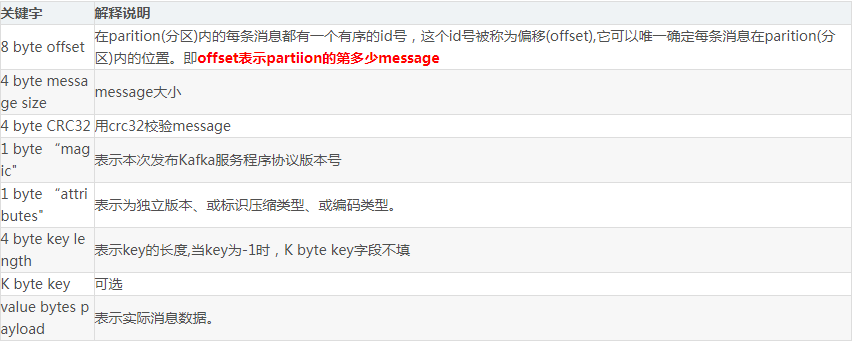 关键字 解释说明
8 byte offset 在parition(分区)内的每条消息都有一个有序的id号，这个id号被称为偏移(offset),它可以唯一确定每条消息在parition(分
区)内的位置。即offset表示partiion的第多少message
4 byte messa
ge size
message大小
4 byte CRC32 用crc32校验message
1 byte “mag
ic"
表示本次发布Kafka服务程序协议版本号
1 byte “attri
butes"
表示为独立版本、或标识压缩类型、或编码类型。
4 byte key le
ngth
表示key的长度,当key为-1时，K byte key字段不填
K byte key 可选
value bytes p
ayload
表示实际消息数据。